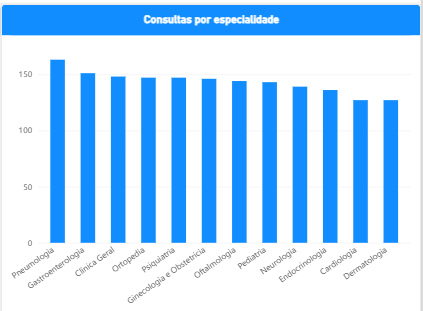 Consultas por especialidade
150
100
50
0
Pneumologia
Gastroenterologia
Clínica Geral
Ortopedia
Psiquiatria
Ginecologia e Obstetrícia
Oftalmologia
Pediatria
Neurologia
Endocrinologia
Cardiologia
Dermatologia